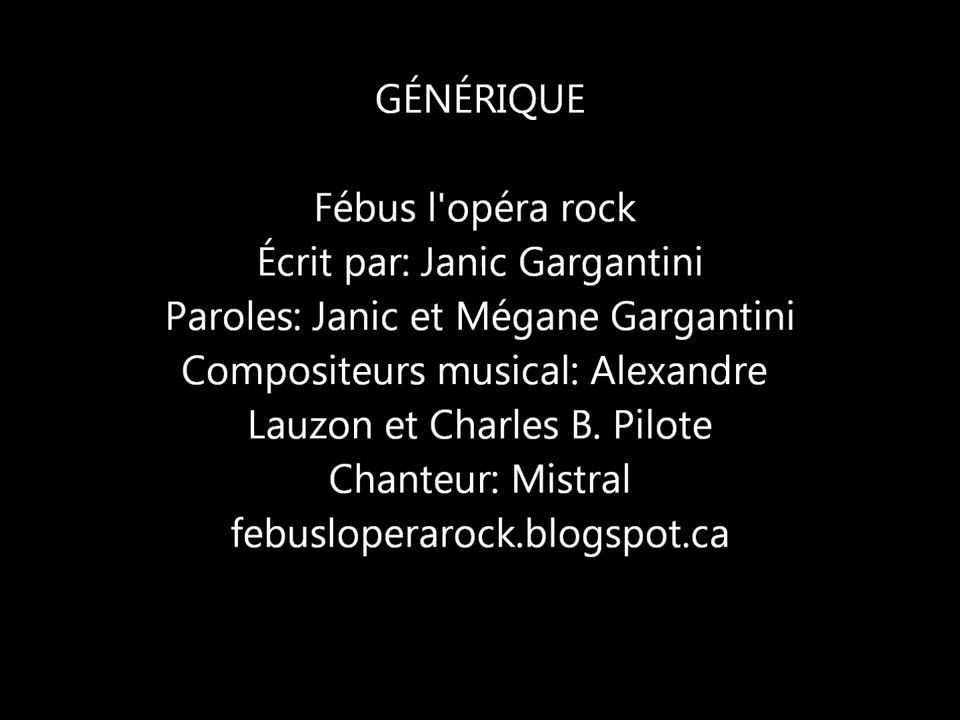 GÉNÉRIQUE
Fébus l'opéra rock
Écrit par: Janic Gargantini
Paroles: Janic et Mégane Gargantini
Compositeurs musical: Alexandre
Lauzon et Charles B. Pilote
Chanteur: Mistral
febusloperarock.blogspot.ca